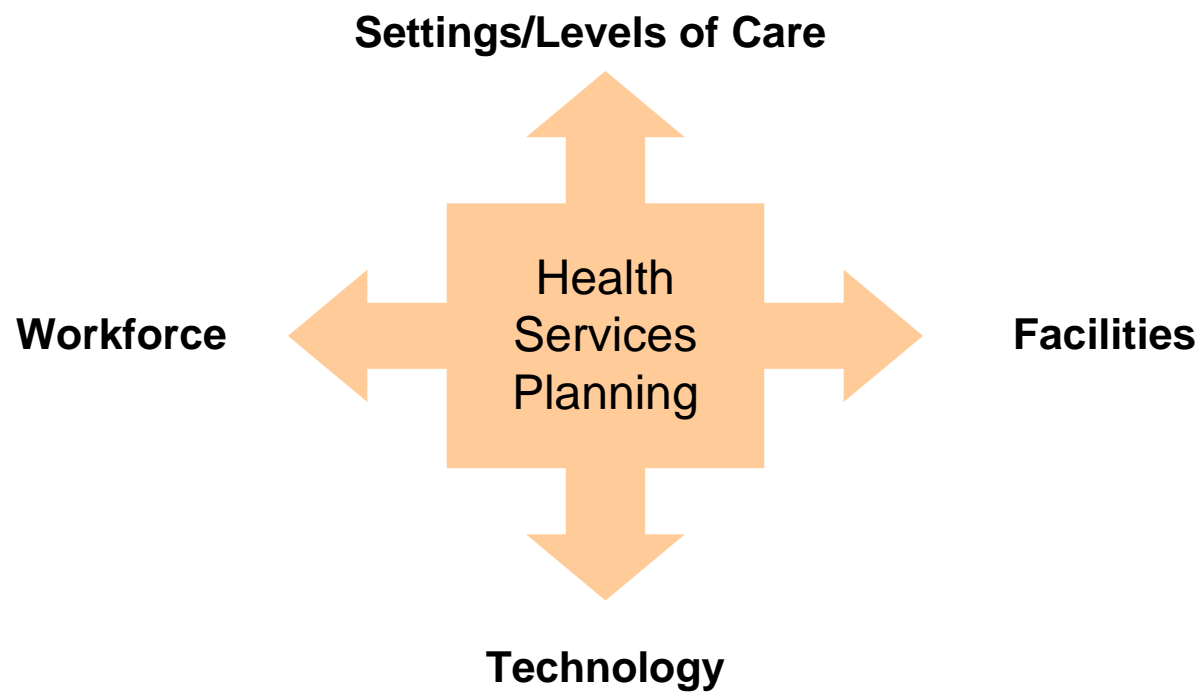 Settings/Levels of Care
Health
Services
Planning
Workforce
Facilities
Technology